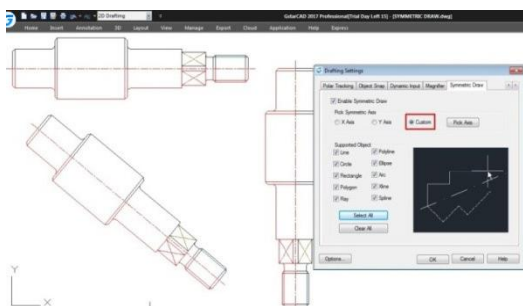 2D Drafting
GstarCAD 2017 Professional[Trial Day Left 15] - [SYMMETRIC DRAW.dwg]
Home Insert Annotation 3D Layout View Manage Export Cloud Application Help Express
Drafting Settings
Polar Tracking Object Snap Dynamic Input Magnifier Symmetric Draw
Enable Symmetric Draw
Pick Symmetric Axis
X Axis Y Axis Custom Pick Axis
Supported Object
Line Polyline
Circle Ellipse
Rectangle Arc
Polygon Xline
Ray Spline
Select All
Clear All
Options... OK Cancel Help
Y
X